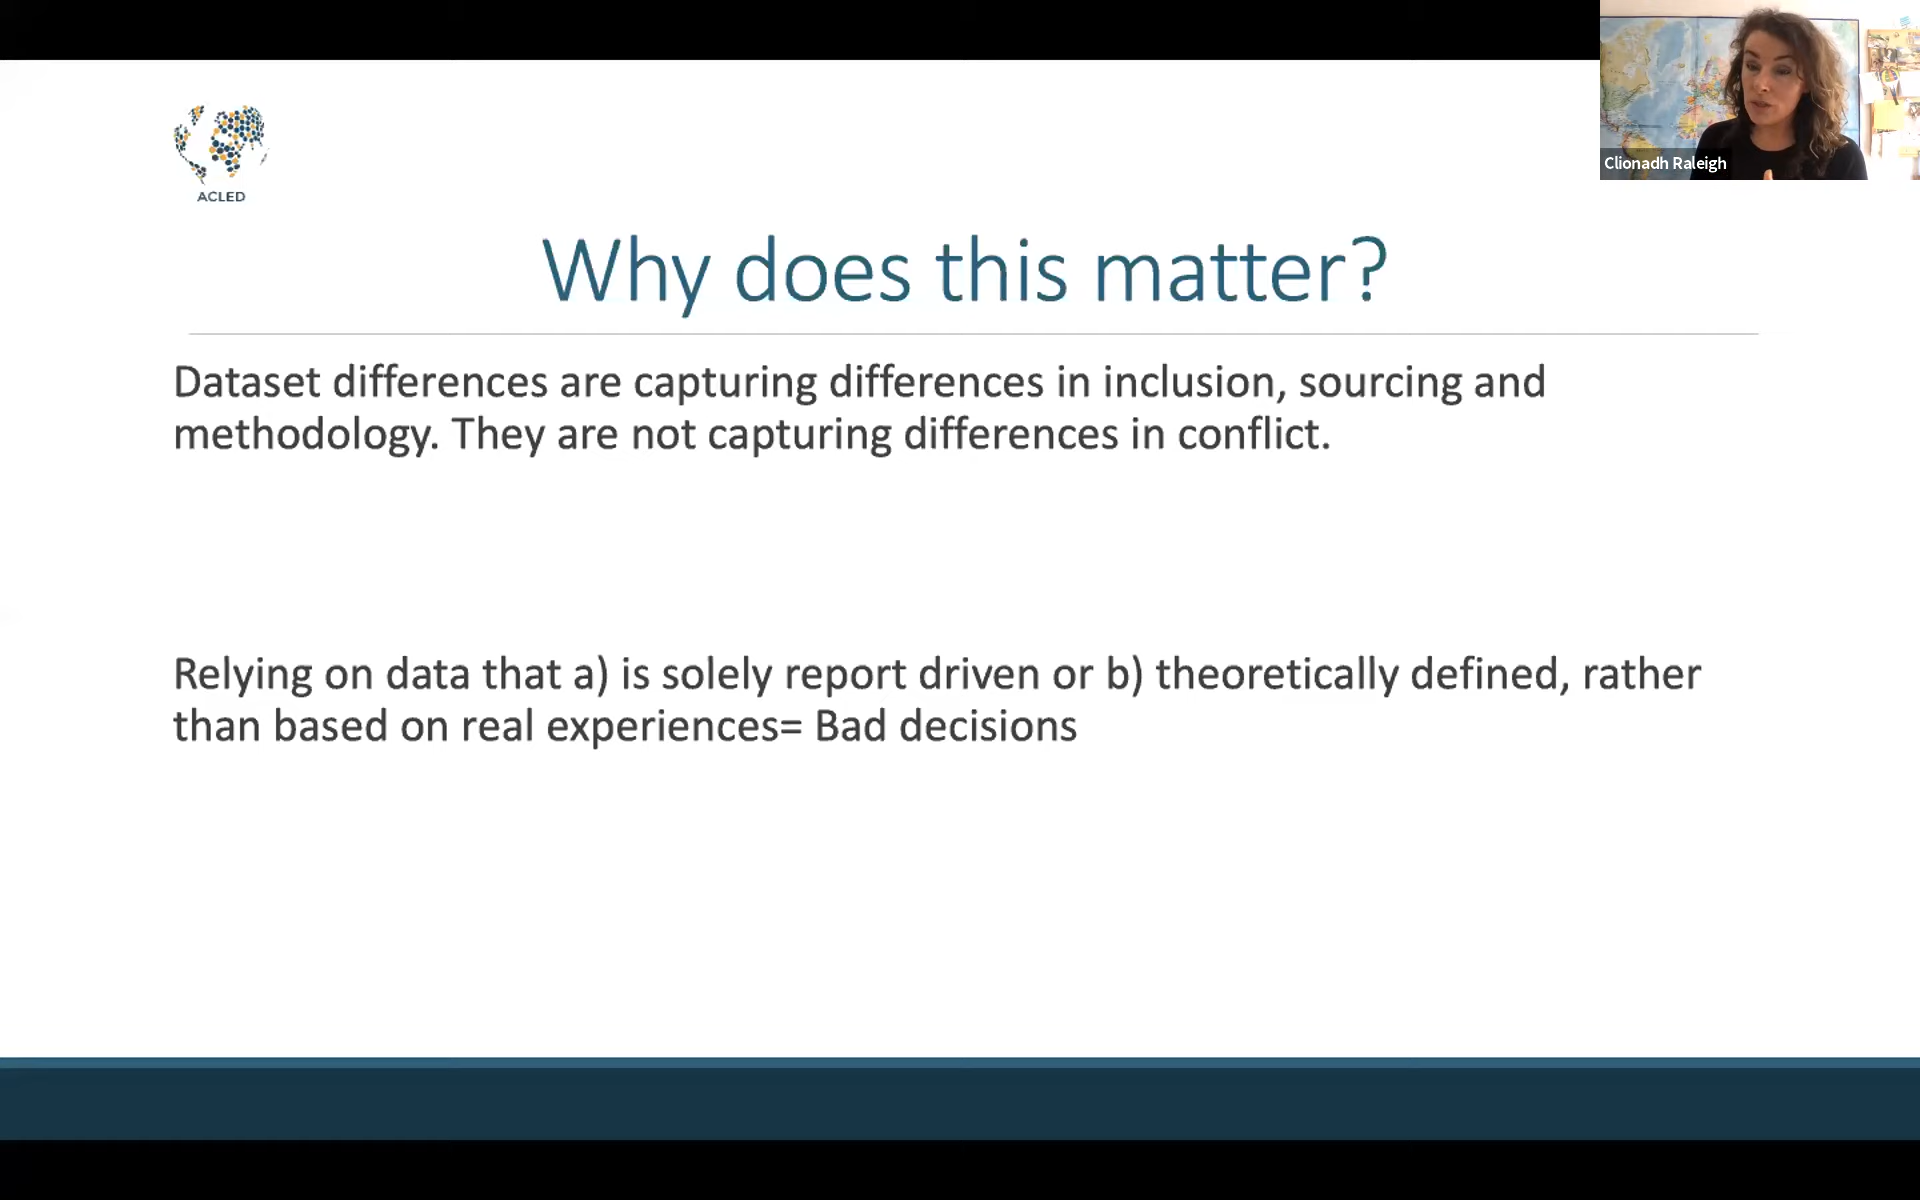 Clionadh Raleigh
ACLED
Why does this matter?
Dataset differences are capturing differences in inclusion, sourcing and
methodology. They are not capturing differences in conflict.
Relying on data that a) is solely report driven or b) theoretically defined, rather
than based on real experiences= Bad decisions